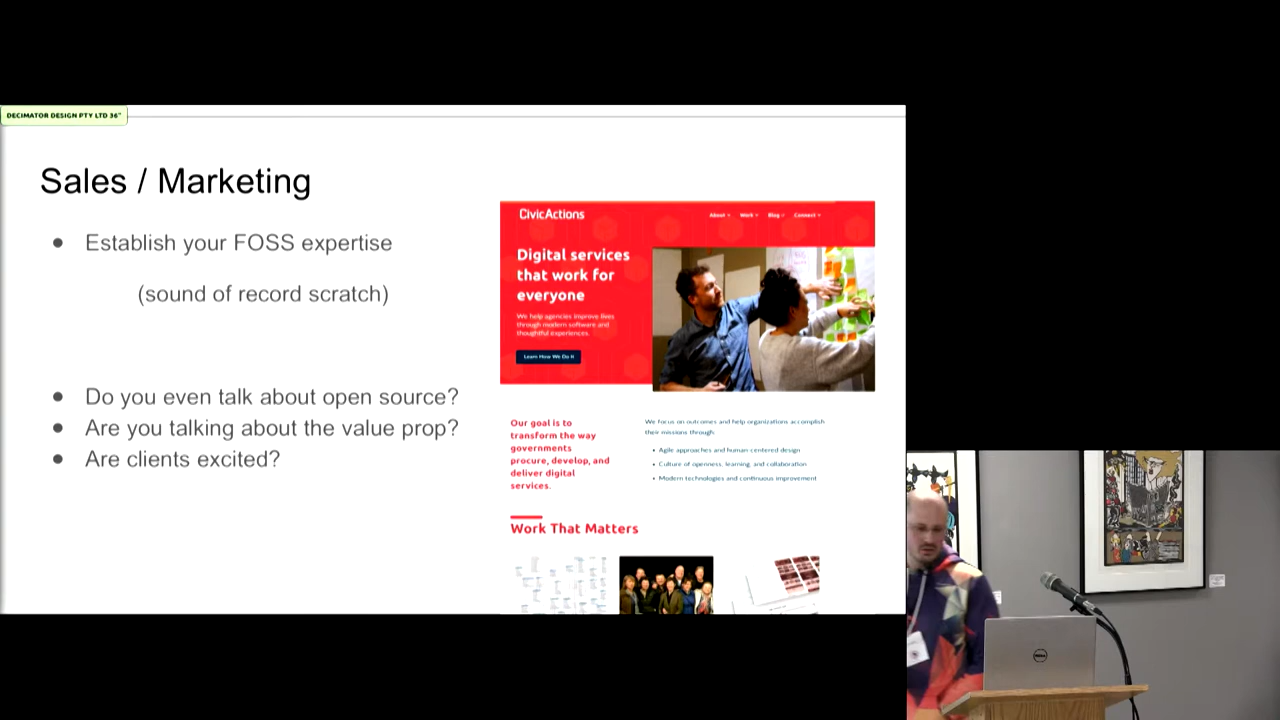 DECIMATOR DESIGN PTY LTD 36"
Sales / Marketing
● Establish your FOSS expertise
(sound of record scratch)
● Do you even talk about open source?
● Are you talking about the value prop?
● Are clients excited?
CivicActions
About Work Blog Connect
Digital services
that work for
everyone
We help agencies improve lives
through modern software and
thoughtful experiences.
Learn How We Do It
Our goal is to
transform the way
governments
procure, develop, and
deliver digital
services.
We focus on outcomes and help organizations accomplish
their missions through:
• Agile approaches and human centered design
• Culture of openness, learning, and collaboration
• Modern technologies and continuous improvement
Work That Matters
DELL